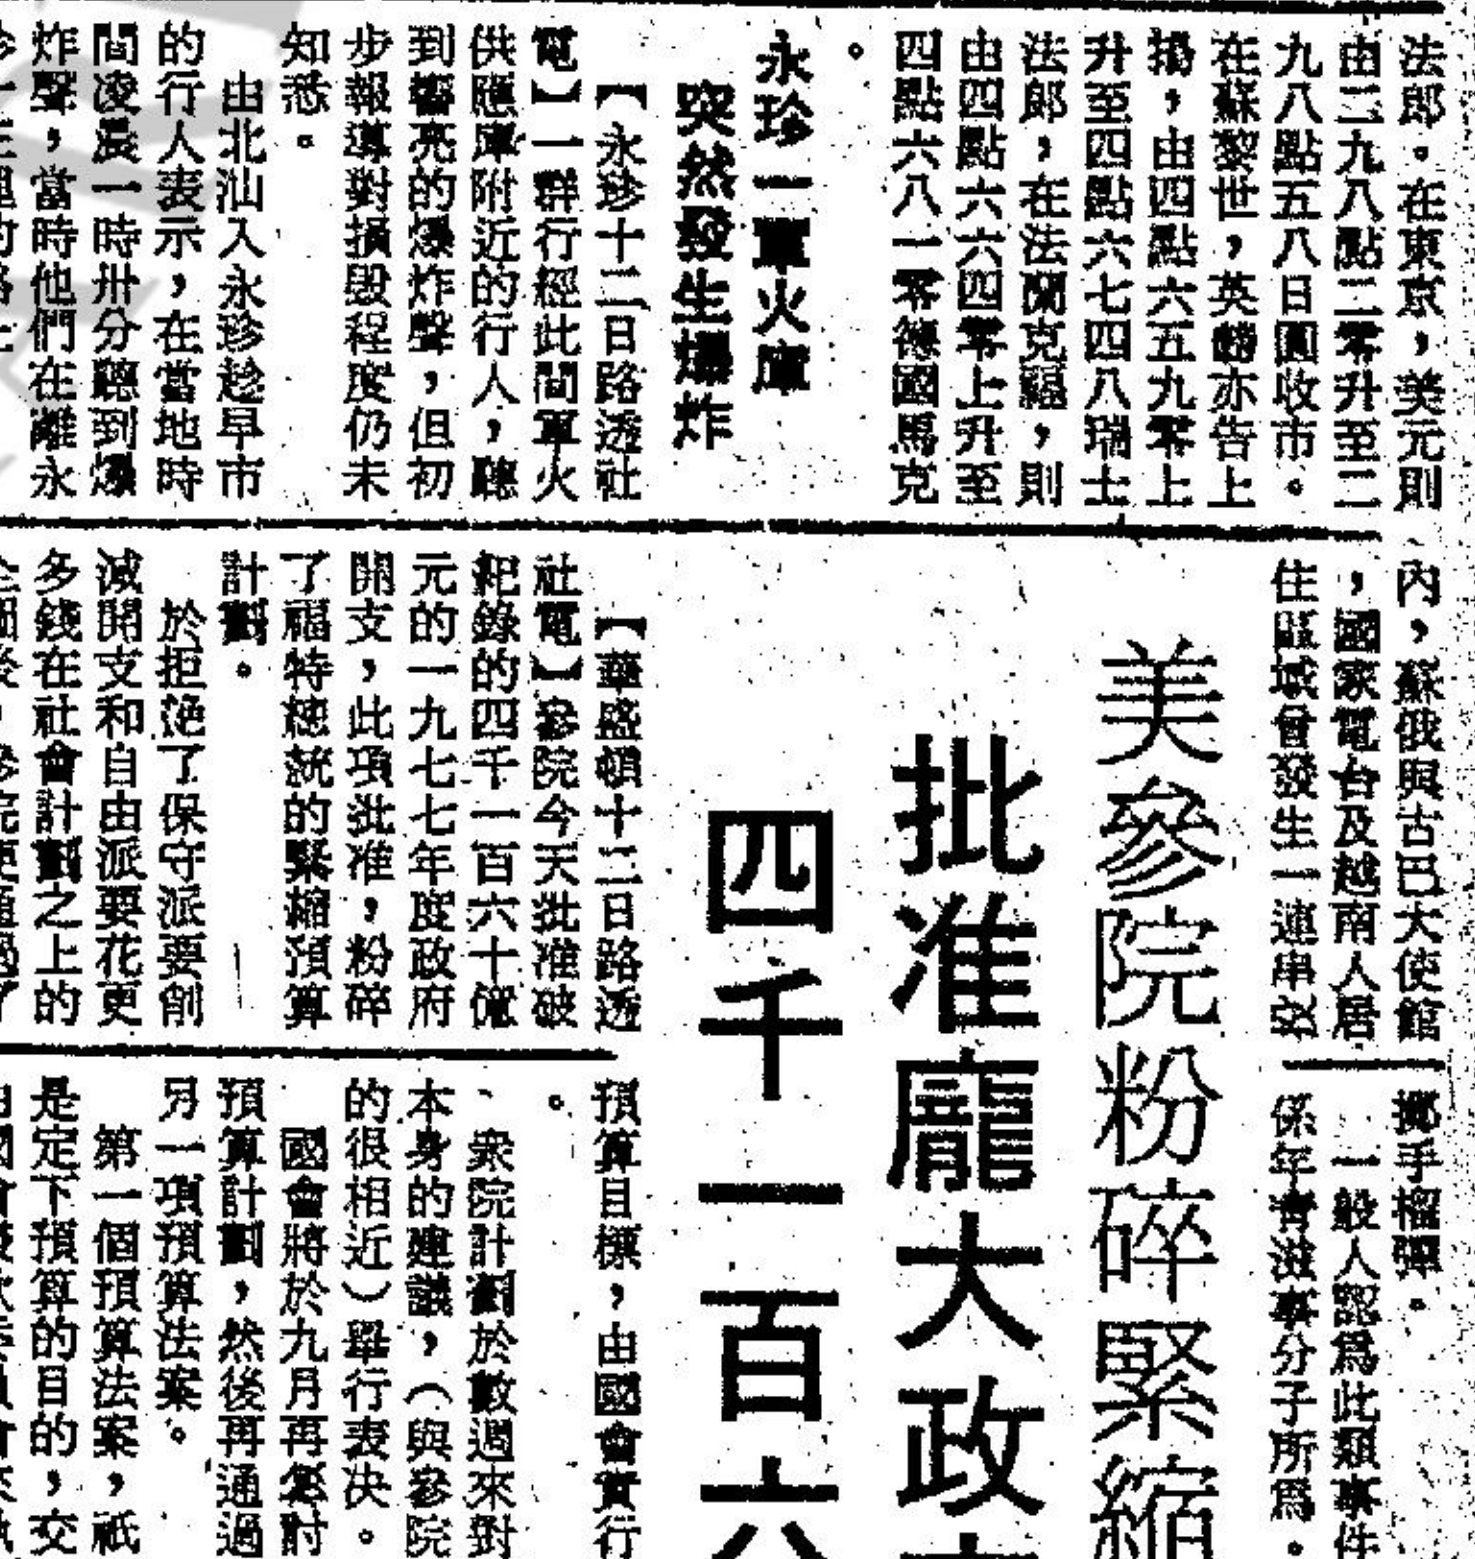 法郎。在東京,美元則
由二九八點二零升至二
九八點五八日圓收市。
在蘇黎世,英鎊亦告上
揚,由四點六五九零上
升至四點六七四八瑞士
法郎,在法蘭克福,則
由四點六六四零上升至
四點六八一零德國馬克
。
永珍一軍火庫
突然發生爆炸
【永珍十二日路透社
電】一群行經此間軍火
供應庫附近的行人,聽
到響亮的爆炸聲,但初
步報導對損毀程度仍未
知悉。
由北汕入永珍趁早市
的行人表示,在當地時
間凌晨一時卅分聽到爆
炸聲,當時他們在離永
內,蘇俄與古巴大使館
,國家電台及越南人居
住區域曾發生一連串
美參院粉碎緊縮
批准龐大政
四千一百六
【華盛頓十三日路透
社電】參院今天批准破
紀錄的四千一百六十億
元的一九七七年度政府
開支,此項批准,粉碎
了福特總統的緊縮預算
計劃。
於拒絕了保守派要削
減開支和自由派要花更
多錢在社會計劃之上的
擲手榴彈。
一般人認爲此類事件
係年青滋事分子所爲。
預算目標,由國會實行
。
衆院計劃於數週來對
本身的建議,(與參院
的很相近)舉行表决。
國會將於九月再檢討
預算計劃,然後再通過
另一項預算法案。
第一個預算法案,祇
是定下預算的目的,交